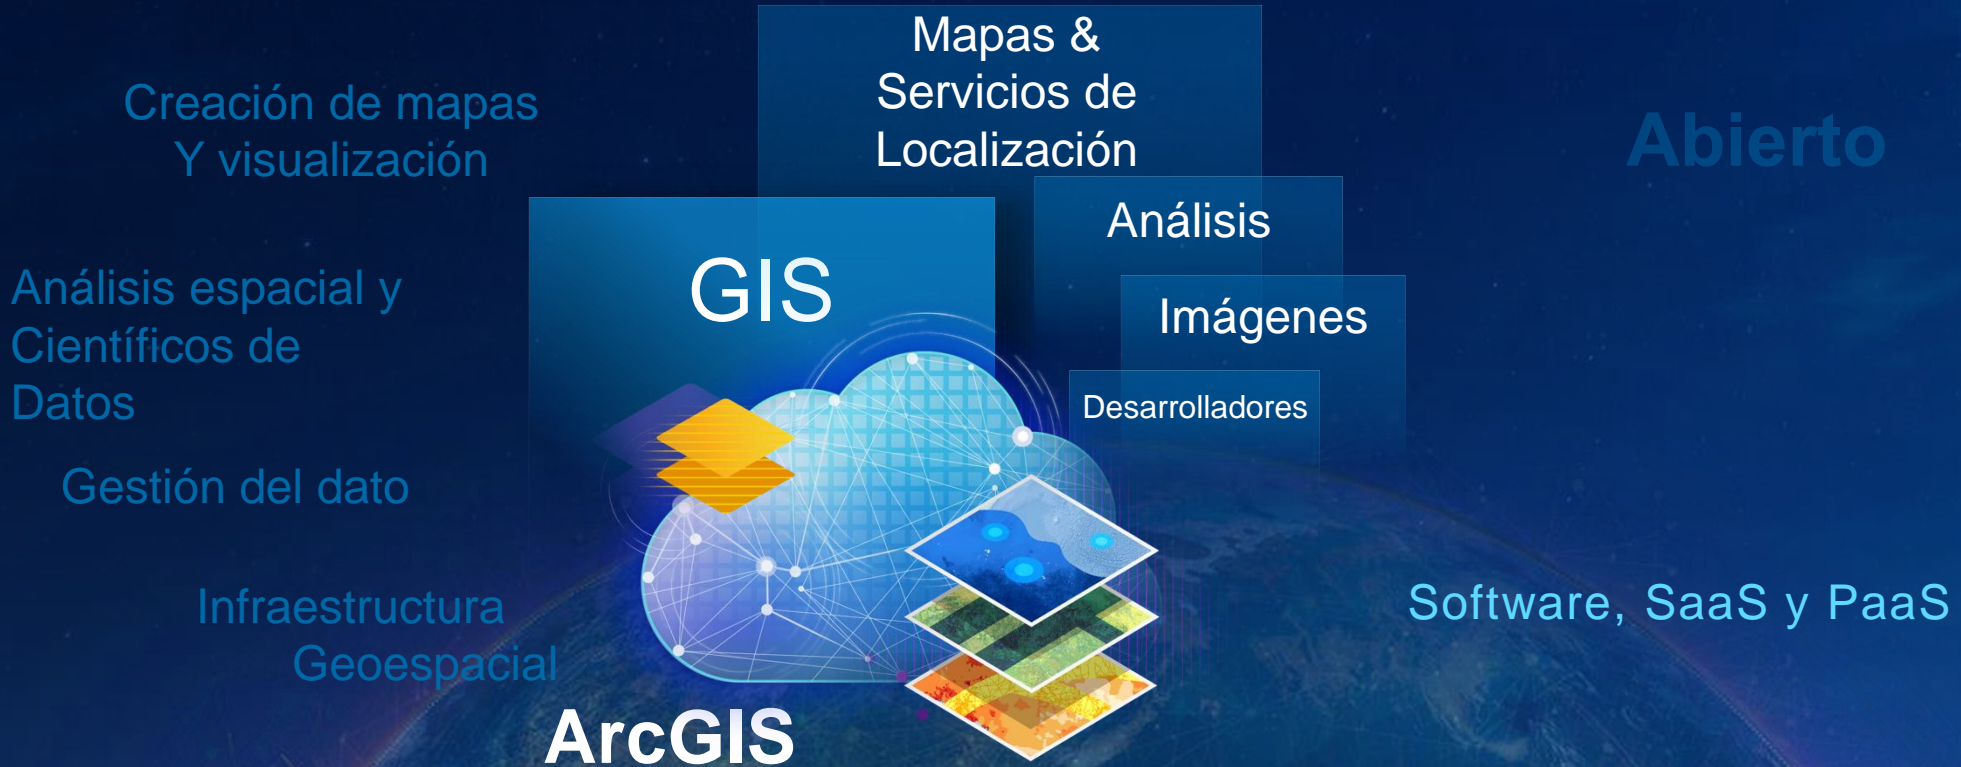 Mapas &
Servicios de
Localización
Creación de mapas
Y visualización
Abierto
Análisis
GIS
Análisis espacial y
Científicos de
Datos
Imágenes
Desarrolladores
Gestión del dato
Infraestructura
Geoespacial
Software, SaaS y PaaS
ArcGIS